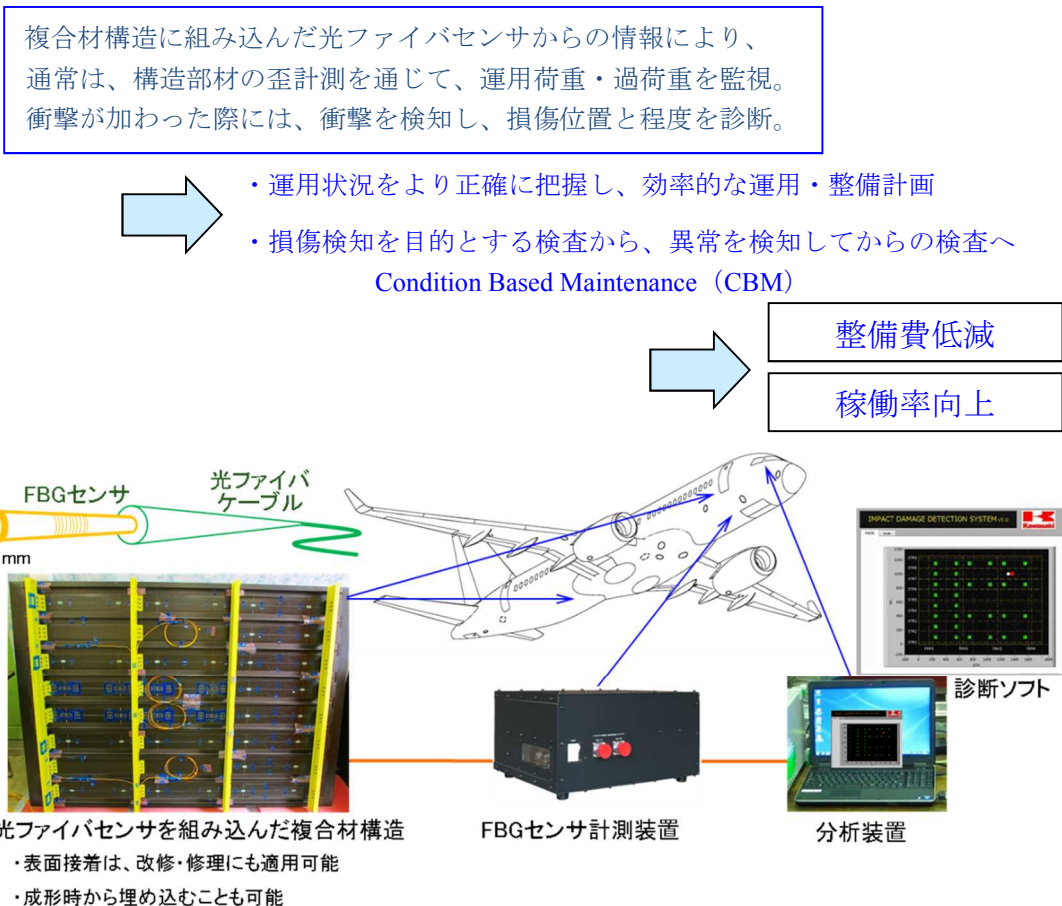 複合材構造に組み込んだ光ファイバセンサからの情報により、
通常は、構造部材の歪計測を通じて、運用荷重・過荷重を監視。
衝撃が加わった際には、衝撃を検知し、損傷位置と程度を診断。
・運用状況をより正確に把握し、効率的な運用・整備計画
・損傷検知を目的とする検査から、異常を検知してからの検査へ
Condition Based Maintenance（CBM）
整備費低減
稼働率向上
FBGセンサ
光ファイバ
ケーブル
mm
IMPACT DAMAGE DETECTION SYSTEM
Kawasaki
診断ソフト
光ファイバセンサを組み込んだ複合材構造
FBGセンサ計測装置
分析装置
・表面接着は、改修・修理にも適用可能
・成形時から埋め込むことも可能